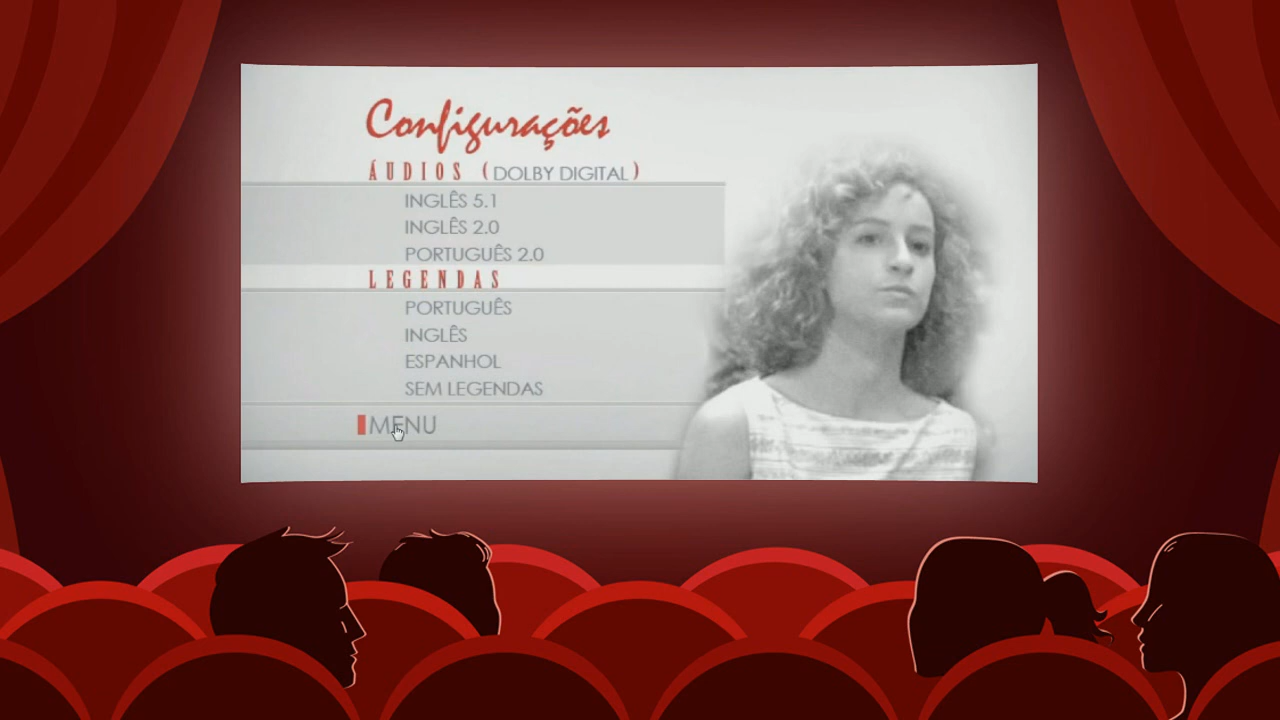 Configurações
ÁUDIOS (DOLBY DIGITAL)
INGLÊS 5.1
INGLÊS 2.0
PORTUGUÊS 2.0
LEGENDAS
PORTUGUÊS
INGLÊS
ESPANHOL
SEM LEGENDAS
MENU